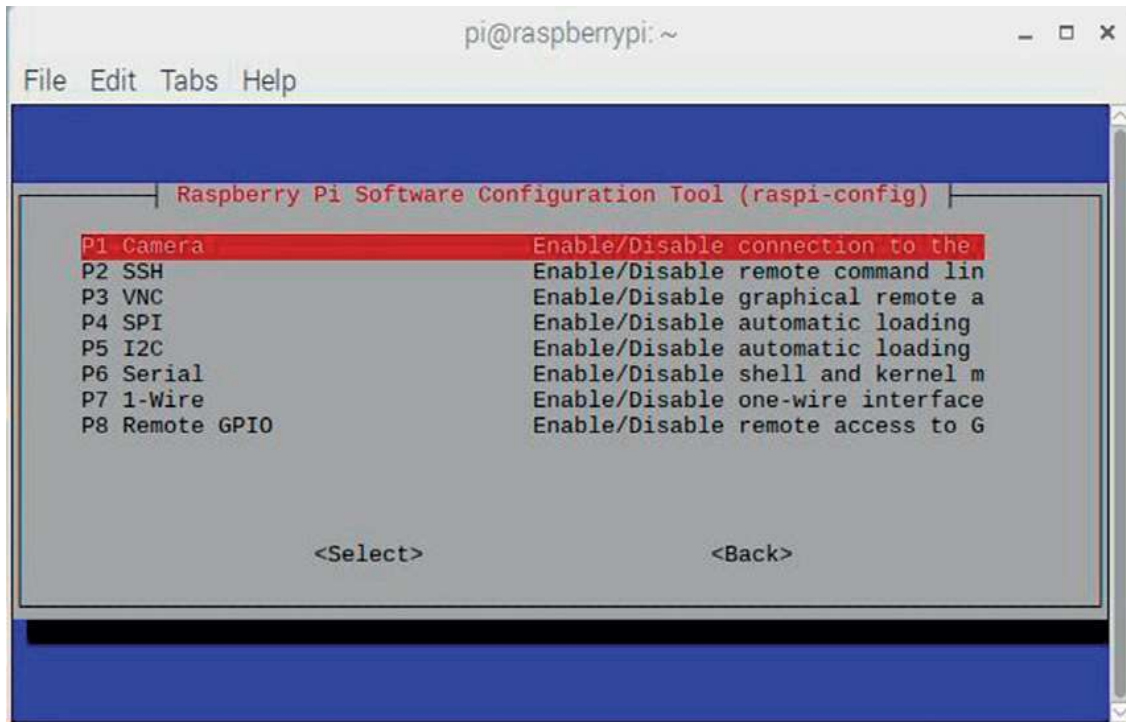 pi@raspberrypi: ~
File Edit Tabs Help
Raspberry Pi Software Configuration Tool (raspi-config)
P1 Camera Enable/Disable connection to the
P2 SSH Enable/Disable remote command lin
P3 VNC Enable/Disable graphical remote a
P4 SPI Enable/Disable automatic loading
P5 I2C Enable/Disable automatic loading
P6 Serial Enable/Disable shell and kernel m
P7 1-Wire Enable/Disable one-wire interface
P8 Remote GPIO Enable/Disable remote access to G
<Select> <Back>